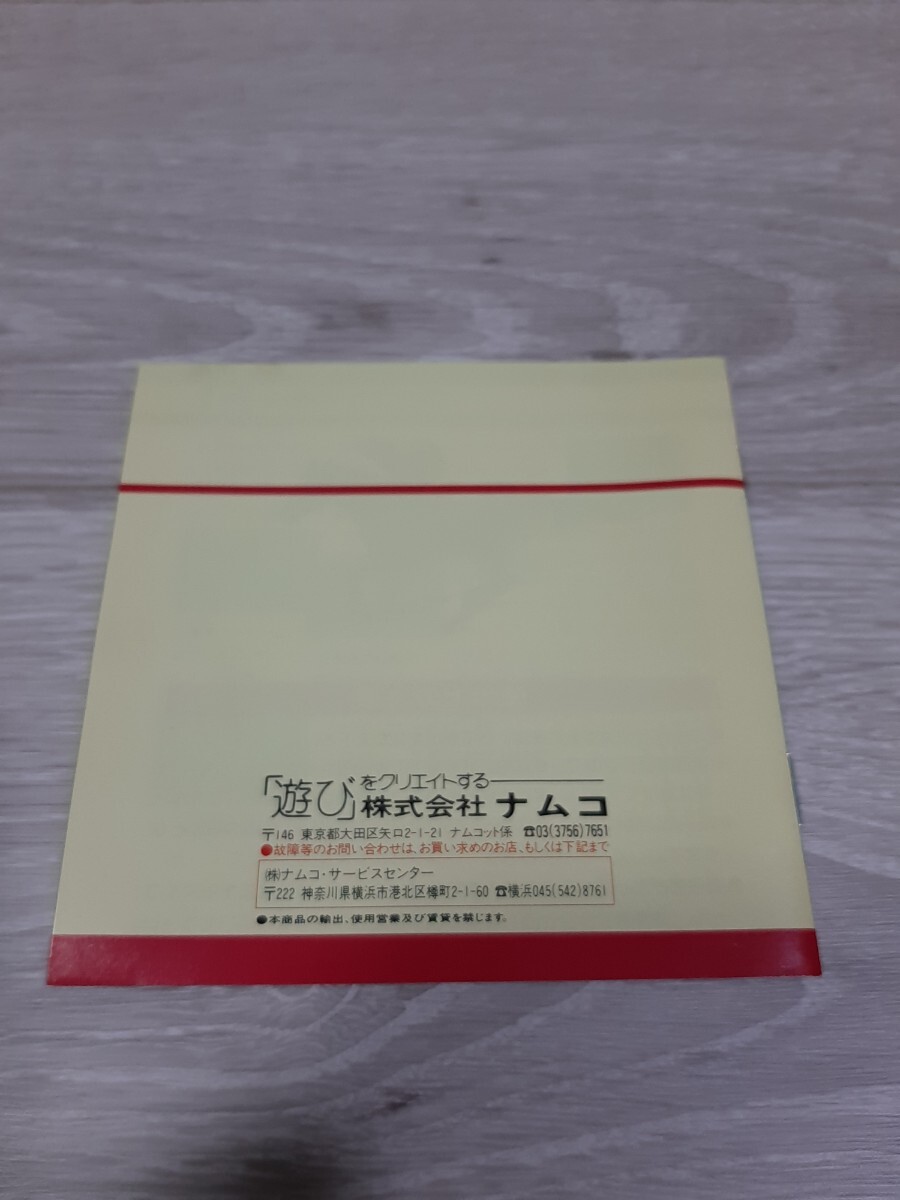 「遊び」をクリエイトする
株式会社 ナムコ
〒146 東京都大田区矢口2-1-21 ナムコット係 ☎03(3756)7651
●故障等のお問い合わせは、お買い求めのお店、もしくは下記まで
㈱ナムコ・サービスセンター
〒222 神奈川県横浜市港北区樽町2-1-60 ☎横浜045(542)8761
●本商品の輸出、使用営業及び賃貸を禁じます。